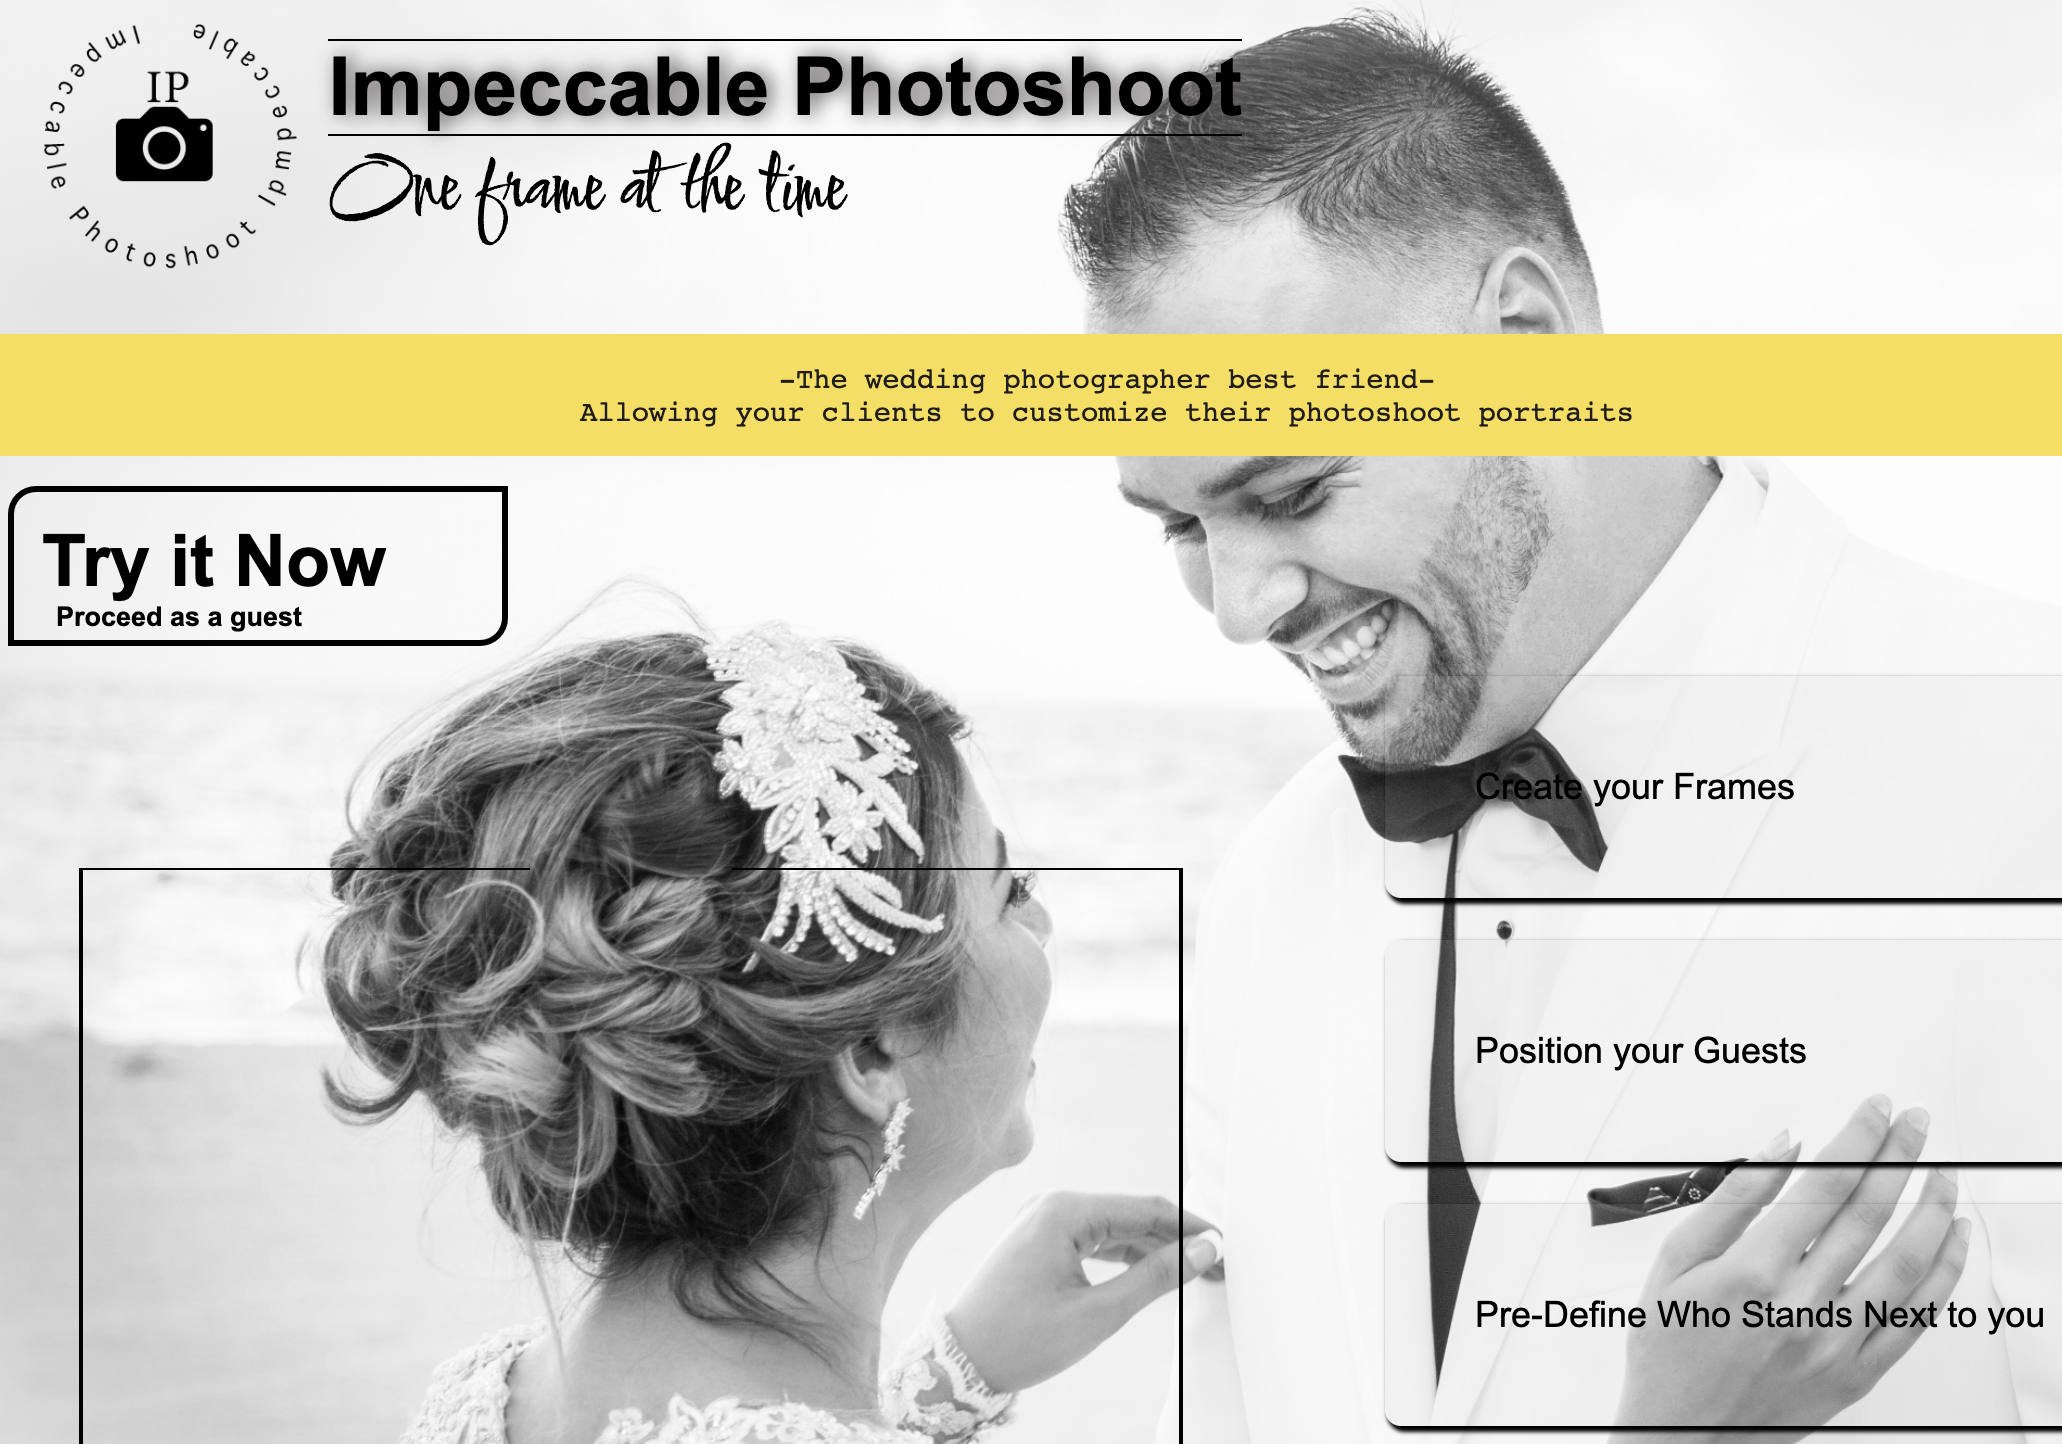 Impeccable Photoshoot Ipmpeccable
IP
Impeccable Photoshoot
One frame at the time
-The wedding photographer best friend-
Allowing your clients to customize their photoshoot portraits
Try it Now
Proceed as a guest
Create your Frames
Position your Guests
Pre-Define Who Stands Next to you